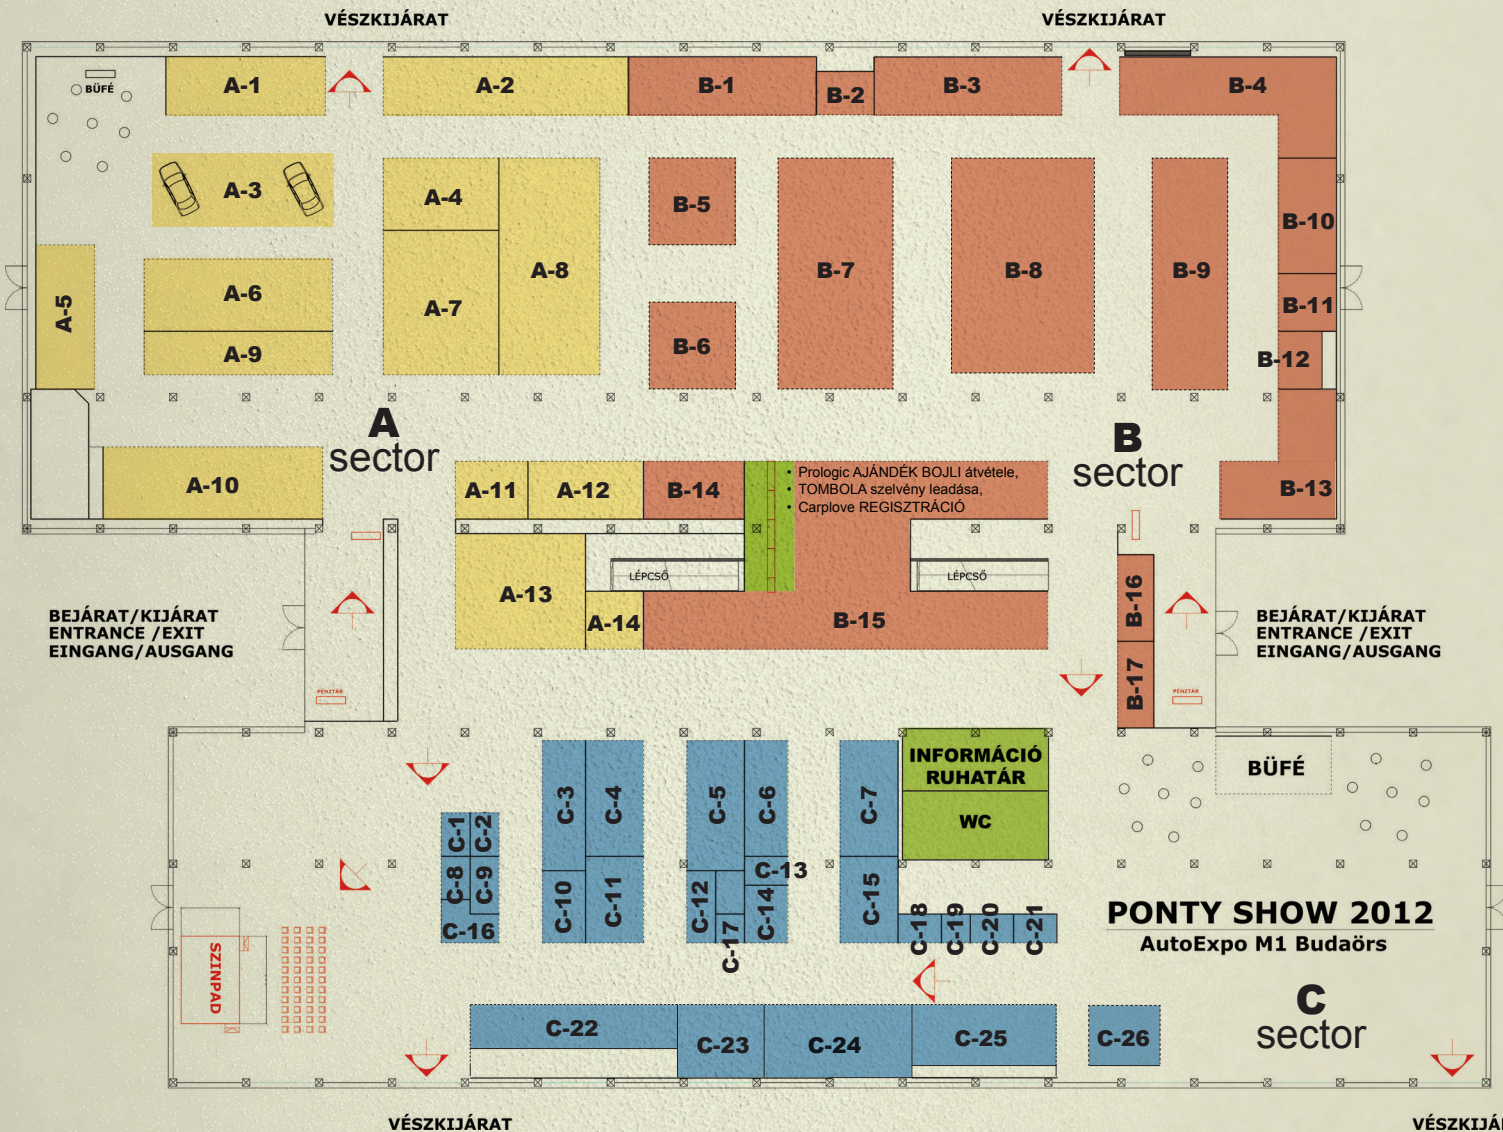 VÉSZKIJÁRAT
VÉSZKIJÁRAT
BÜFÉ
A-1
A-2
B-1
B-2
B-3
B-4
A-3
A-4
A-8
B-5
B-7
B-8
B-9
B-10
A-5
A-6
A-7
B-6
B-11
A-9
B-12
A
sector
B
sector
A-10
A-11
A-12
B-14
• Prologic AJÁNDÉK BOJLI átvétele,
• TOMBOLA szelvény leadása,
• Carplove REGISZTRÁCIÓ
B-13
A-13
LÉPCSŐ
LÉPCSŐ
A-14
B-15
B-16
B-17
BEJÁRAT/KIJÁRAT
ENTRANCE /EXIT
EINGANG/AUSGANG
BEJÁRAT/KIJÁRAT
ENTRANCE /EXIT
EINGANG/AUSGANG
PÉNZTÁR
PÉNZTÁR
C-1
C-2
C-3
C-4
C-5
C-6
C-7
INFORMÁCIÓ
RUHATÁR
WC
BÜFÉ
C-8
C-9
C-10
C-11
C-12
C-13
C-14
C-15
C-16
C-17
C-18
C-19
C-20
C-21
PONTY SHOW 2012
AutoExpo M1 Budaörs
SZINPAD
C
sector
C-22
C-23
C-24
C-25
C-26
VÉSZKIJÁRAT